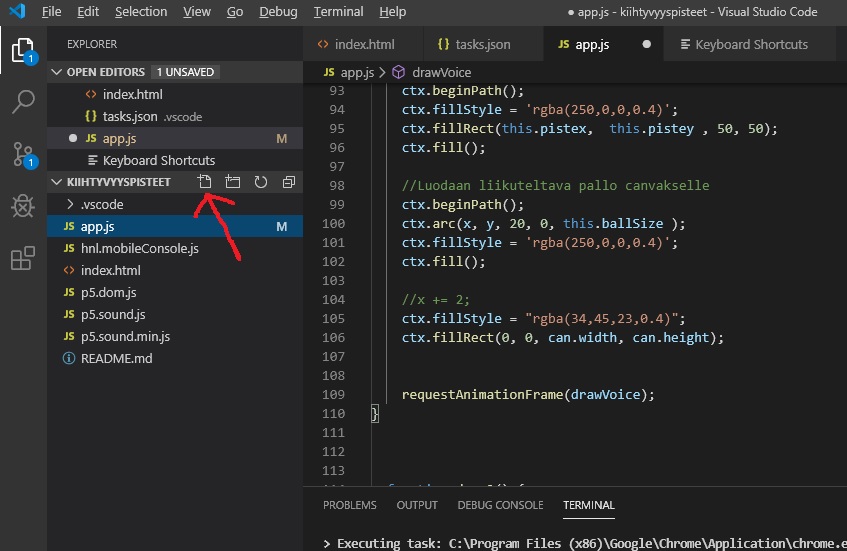 File Edit Selection View Go Debug Terminal Help
● app.js - kiihtyvyyspisteet - Visual Studio Code
EXPLORER
OPEN EDITORS 1 UNSAVED
index.html
tasks.json .vscode
app.js M
Keyboard Shortcuts
KIIHTYVYYSPISTEET
.vscode
JS app.js M
JS hnl.mobileConsole.js
index.html
JS p5.dom.js
JS p5.sound.js
JS p5.sound.min.js
README.md
1
1
index.html {} tasks.json JS app.js Keyboard Shortcuts
JS app.js > drawVoice
93 ctx.beginPath();
94 ctx.fillStyle = 'rgba(250,0,0,0.4)';
95 ctx.fillRect(this.pistex, this.pistey , 50, 50);
96 ctx.fill();
97
98 //Luodaan liikuteltava pallo canvakselle
99 ctx.beginPath();
100 ctx.arc(x, y, 20, 0, this.ballSize );
101 ctx.fillStyle = 'rgba(250,0,0,0.4)';
102 ctx.fill();
103
104 //x += 2;
105 ctx.fillStyle = "rgba(34,45,23,0.4)";
106 ctx.fillRect(0, 0, can.width, can.height);
107
108
109 requestAnimationFrame(drawVoice);
110 }
111
112
113
PROBLEMS OUTPUT DEBUG CONSOLE TERMINAL
> Executing task: C:\Program Files (x86)\Google\Chrome\Application\chrome.e